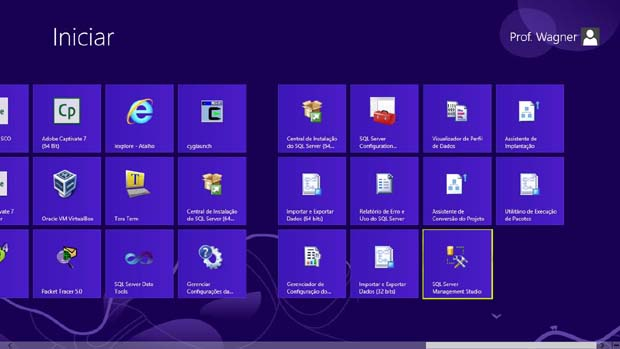 Iniciar
Prof. Wagner
SCO
Adobe Captivate 7
(64 Bit)
iexplore - Atalho
cyglaunch
Central de Instalação
do SQL Server (64...
SQL Server
Configuration...
Visualizador de Perfil
de Dados
Assistente de
Implantação
vate 7
Oracle VM VirtualBox
Tera Term
Central de Instalação
do SQL Server (64...
Importar e Exportar
Dados (64 bits)
Relatório de Erro e
Uso do SQL Server
Assistente de
Conversão do Projeto
Utilitário de Execução
de Pacotes
Packet Tracer 5.0
SQL Server Data
Tools
Gerenciar
Configurações da...
Gerenciador de
Configuração do...
Importar e Exportar
Dados (32 bits)
SQL Server
Management Studio